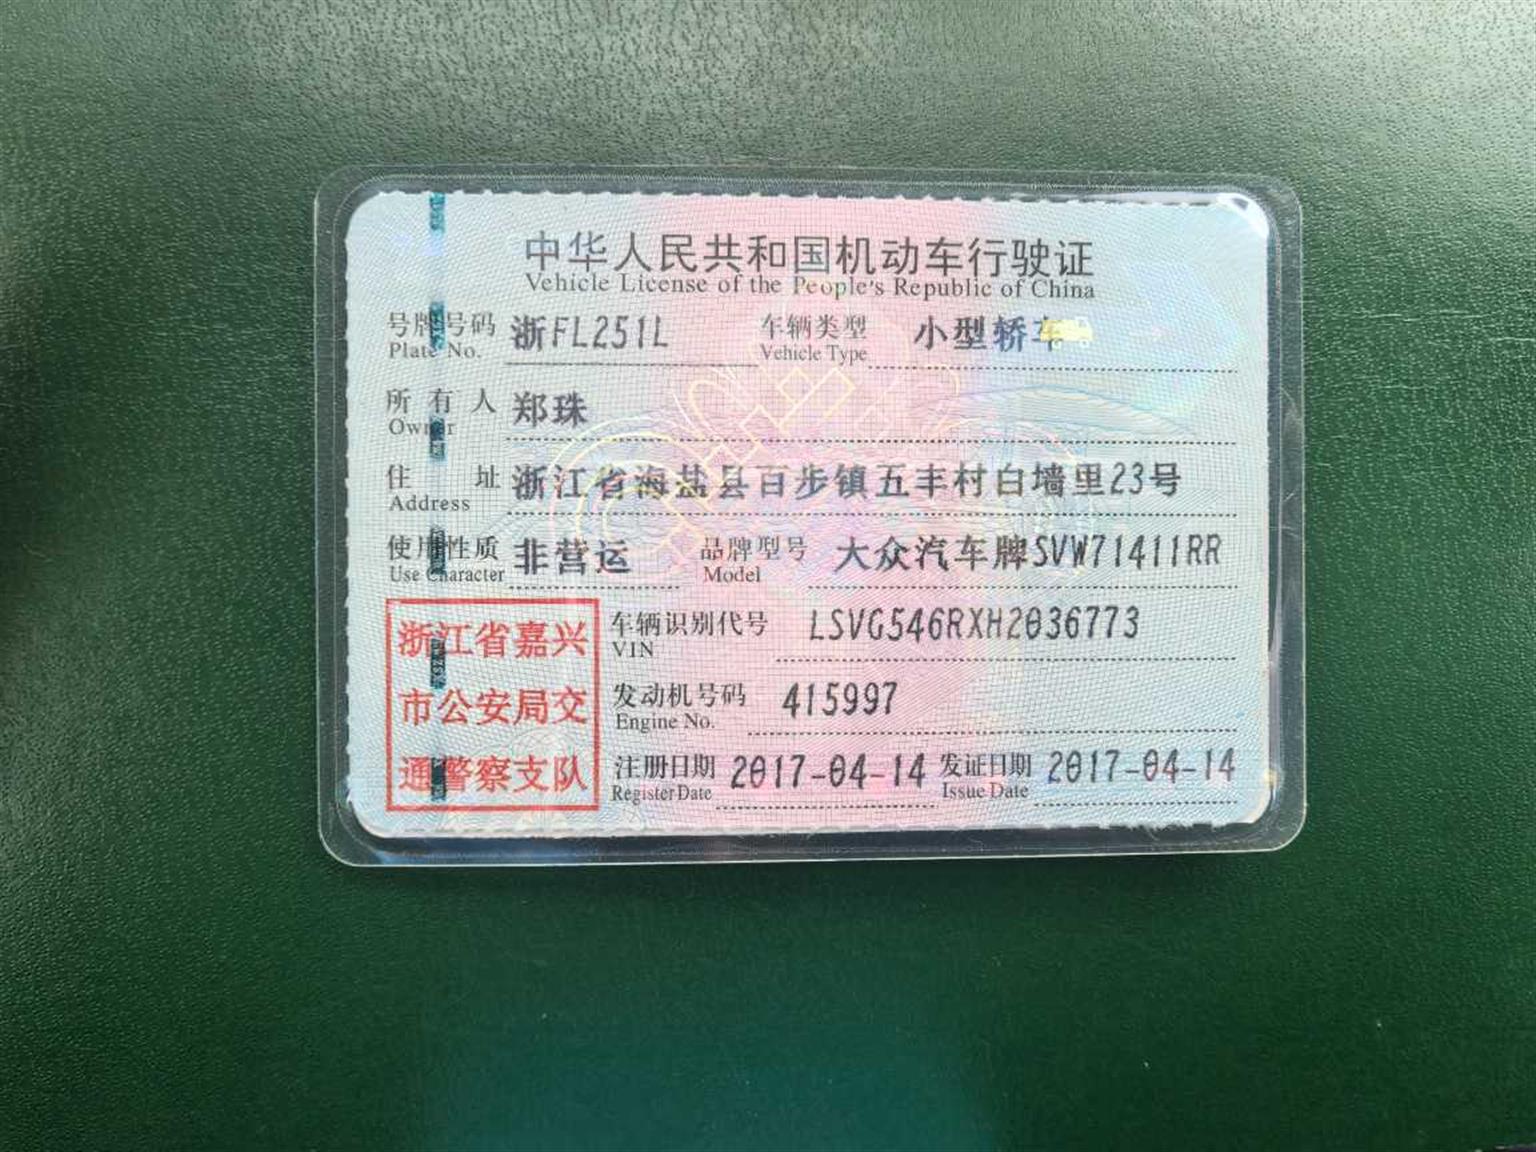 中华人民共和国机动车行驶证
Vehicle License of the People's Republic of China
号牌号码 浙FL251L 车辆类型 小型轿车
Plate No. Vehicle Type
所有人 郑珠
Owner
住址 浙江省海盐县百步镇五丰村白墙里23号
Address
使用性质 非营运 品牌型号 大众汽车牌SVW71411RR
Use Character Model
浙江省嘉兴
市公安局交
通警察支队
车辆识别代号 LSVG546RXH2036773
VIN
发动机号码 415997
Engine No.
注册日期 2017-04-14 发证日期 2017-04-14
Register Date Issue Date